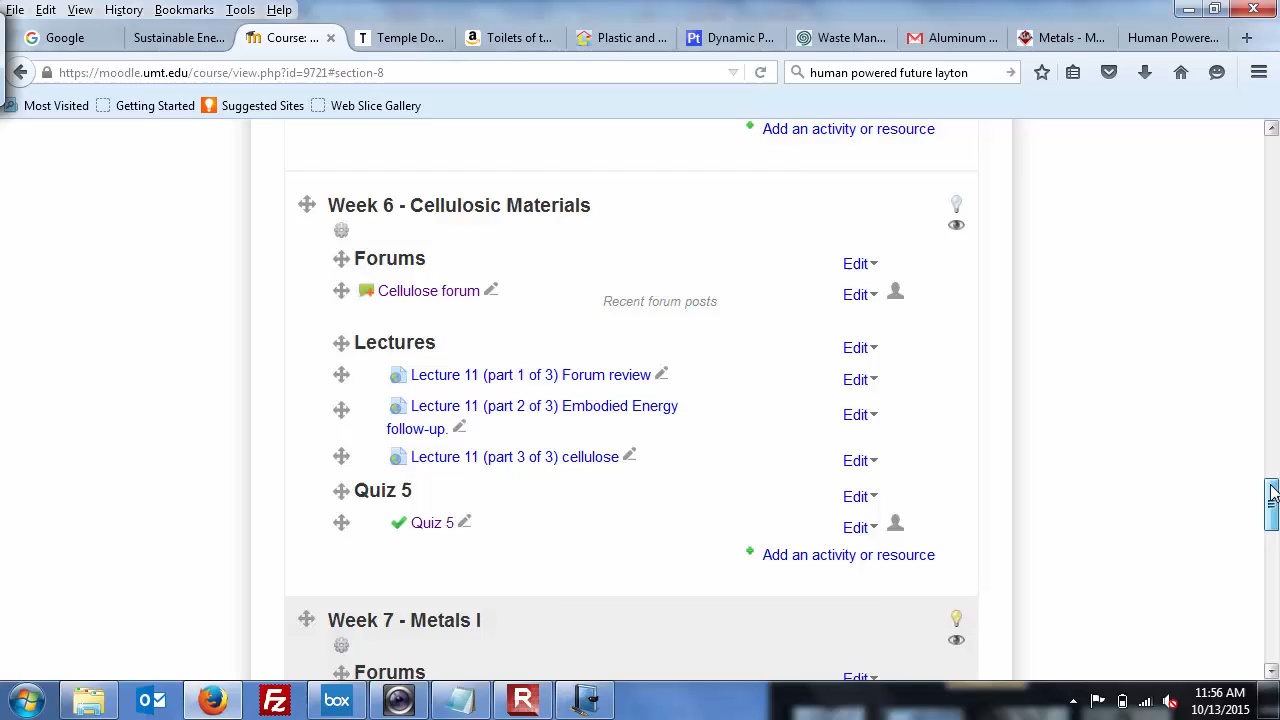 File Edit View History Bookmarks Tools Help
Google
Sustainable Ene...
Course: ...
Temple Do...
Toilets of t...
Plastic and ...
Dynamic P...
Waste Man...
Aluminum ...
Metals - M...
Human Powere...
https://moodle.umt.edu/course/view.php?id=9721#section-8
human powered future layton
Most Visited Getting Started Suggested Sites Web Slice Gallery
Add an activity or resource
Week 6 - Cellulosic Materials
Forums Edit
Cellulose forum Edit
Recent forum posts
Lectures Edit
Lecture 11 (part 1 of 3) Forum review Edit
Lecture 11 (part 2 of 3) Embodied Energy Edit
follow-up.
Lecture 11 (part 3 of 3) cellulose Edit
Quiz 5 Edit
Quiz 5 Edit
Add an activity or resource
Week 7 - Metals I
Forums Edit
box
11:56 AM
10/13/2015